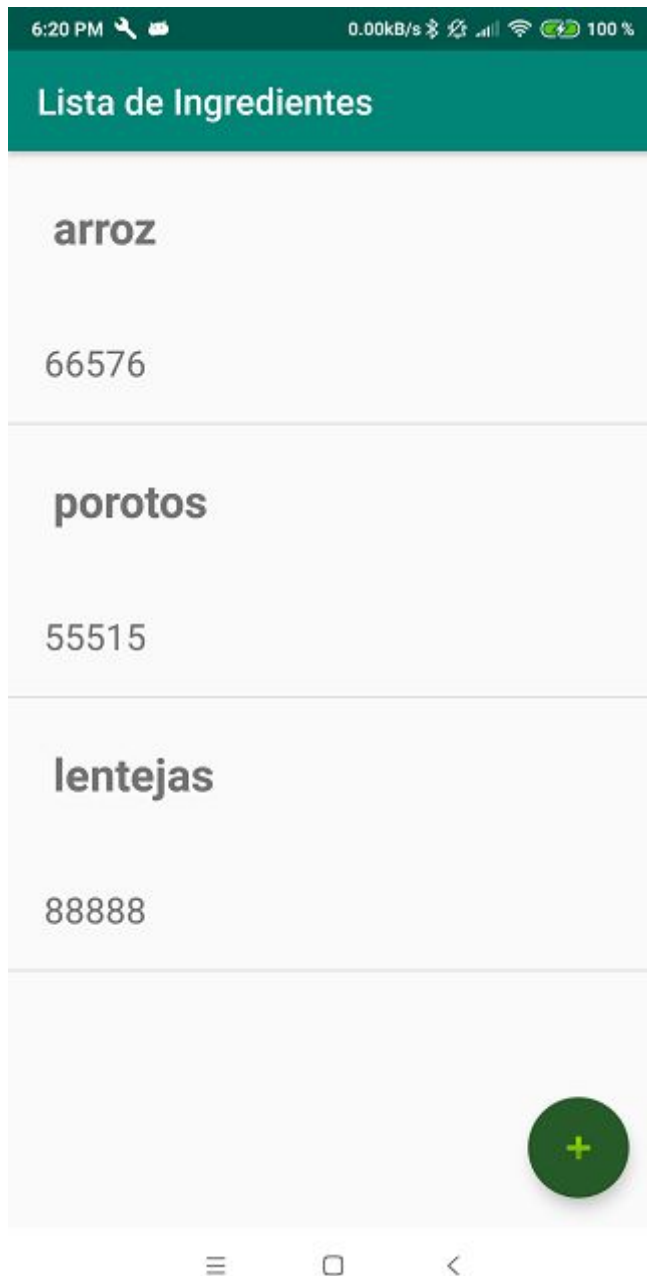 6:20 PM 0.00kB/s 100 %
Lista de Ingredientes
arroz
66576
porotos
55515
lentejas
88888
+